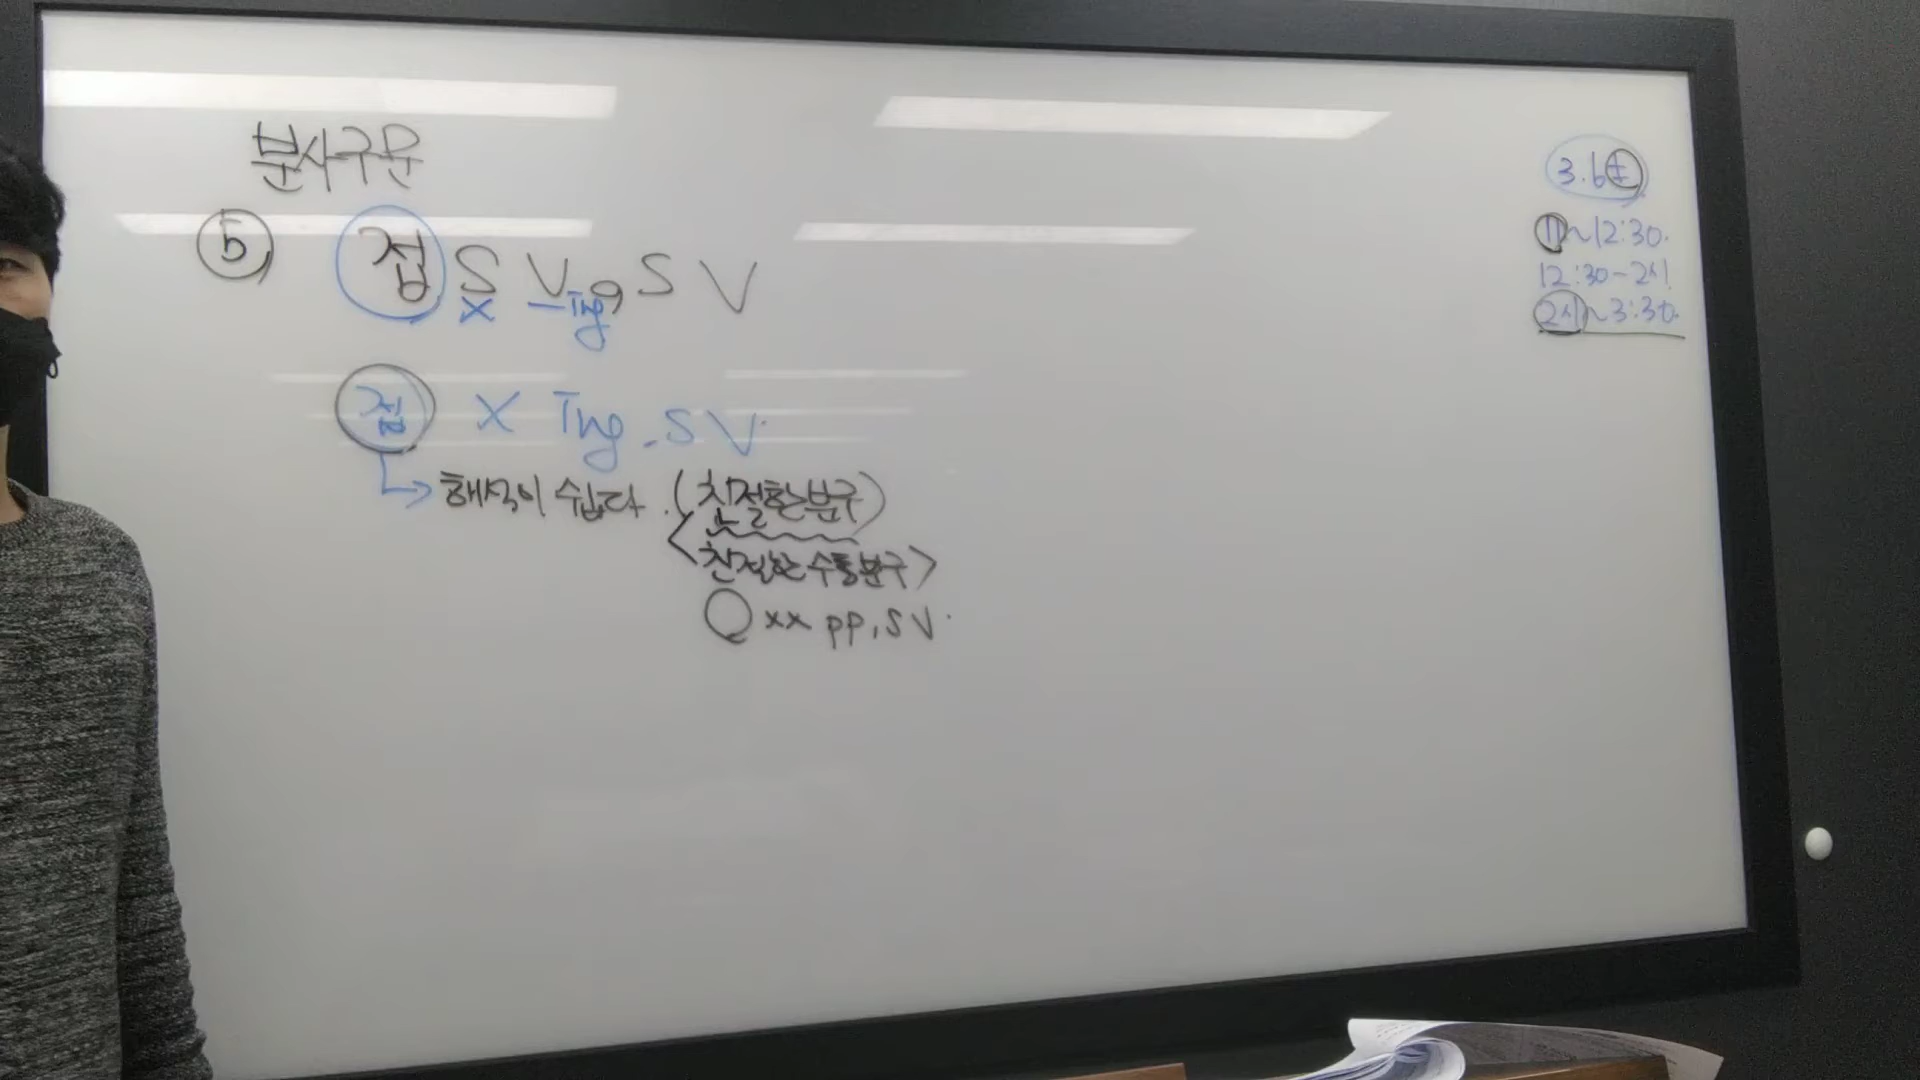 분사구문
⑤ 접 S V, S V
X -Ing
접 X Ing, S V.
→ 해석이 쉽다. (친절한 분구)
<친절한 수동분구>
○ xx pp, S V.
3.6 土
11~12:30.
12:30-2시
2시~3:30.